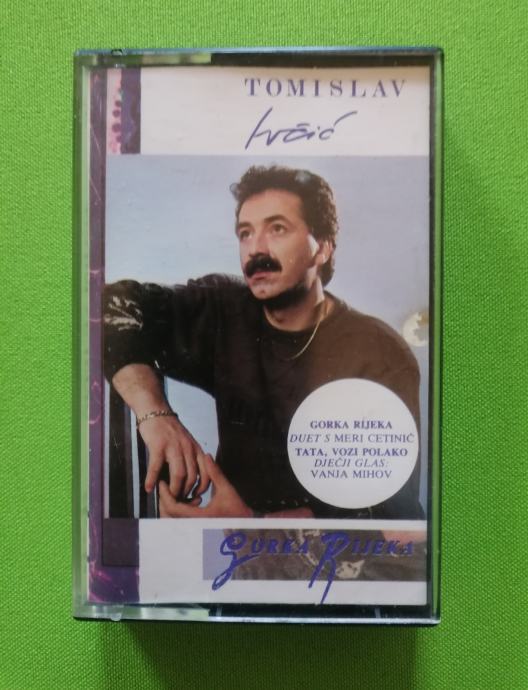 TOMISLAV
Ivčić
GORKA RIJEKA
DUET S MERI CETINIĆ
TATA, VOZI POLAKO
DJEČJI GLAS:
VANJA MIHOV
GORKA RIJEKA